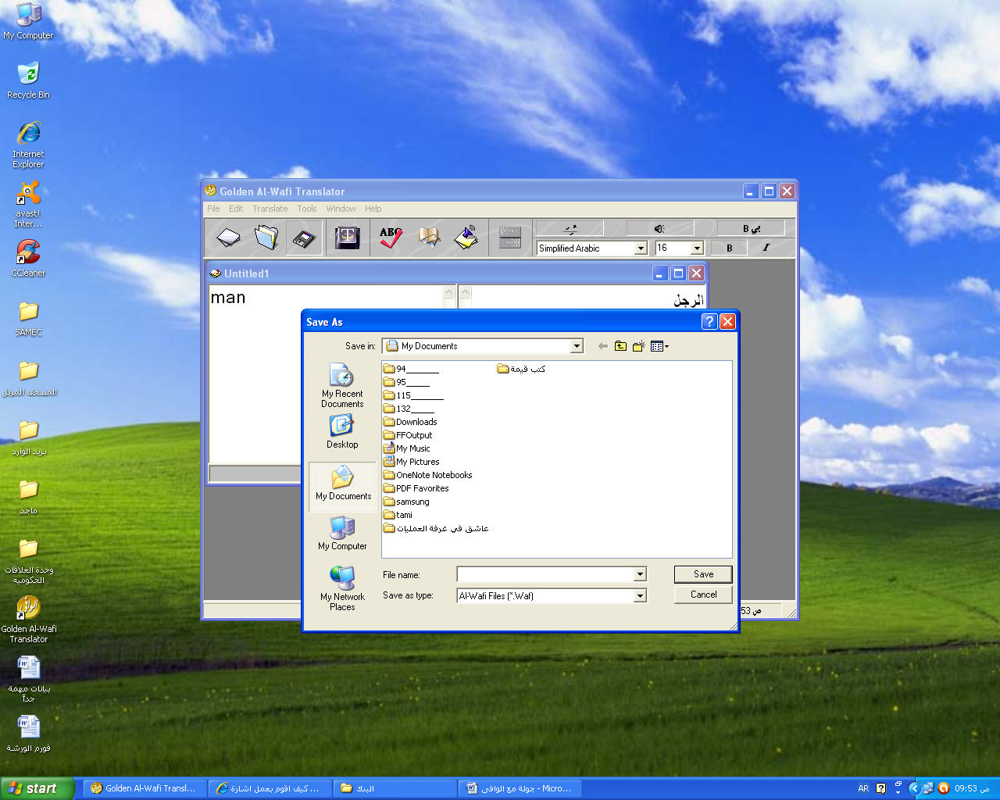 My Computer
Recycle Bin
Internet
Explorer
avast!
Inter...
CCleaner
SAMEC
المصحف المرتل
بريد الوارد
ماجد
وحدة العلاقات
الحكوميه
Golden Al-Wafi
Translator
بيانات مهمة
جداً
فورم الورشة
Golden Al-Wafi Translator
File Edit Translate Tools Window Help
ABC
بي B
Simplified Arabic 16 B I
Untitled1
man
الرجل
Save As
Save in: My Documents
My Recent
Documents
Desktop
My Documents
My Computer
My Network
Places
94_______
95_____
115_______
132_____
Downloads
FFOutput
My Music
My Pictures
OneNote Notebooks
PDF Favorites
samsung
tami
عاشق في غرفة العمليات
كتب قيمة
File name:
Save
Save as type: Al-Wafi Files (*.Waf)
Cancel
53 ص
start
Golden Al-Wafi Transl...
كيف اقوم بعمل اشارة ...
البنك
جولة مع الوافي - Micro...
AR
09:53 ص